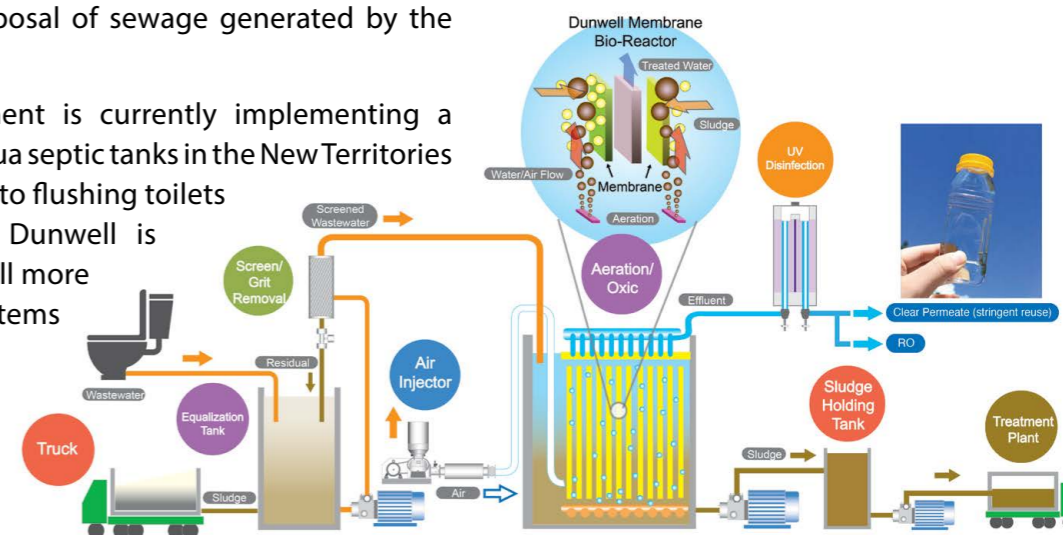 posal of sewage generated by the
ent is currently implementing a
ua septic tanks in the New Territories
to flushing toilets
Dunwell is
ll more
tems
Dunwell Membrane
Bio-Reactor
Treated Water
Sludge
Water/Air Flow
Membrane
Aeration
UV
Disinfection
Screened
Wastewater
Screen/
Grit
Removal
Aeration/
Oxic
Effluent
Clear Permeate (stringent reuse)
RO
Residual
Air
Injector
Wastewater
Equalization
Tank
Sludge
Holding
Tank
Treatment
Plant
Truck
Sludge
Air
Sludge